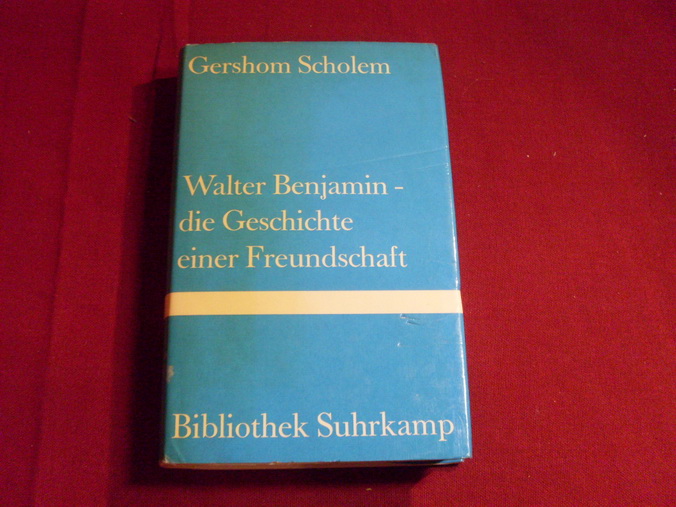 Gershom Scholem
Walter Benjamin -
die Geschichte
einer Freundschaft
Bibliothek Suhrkamp